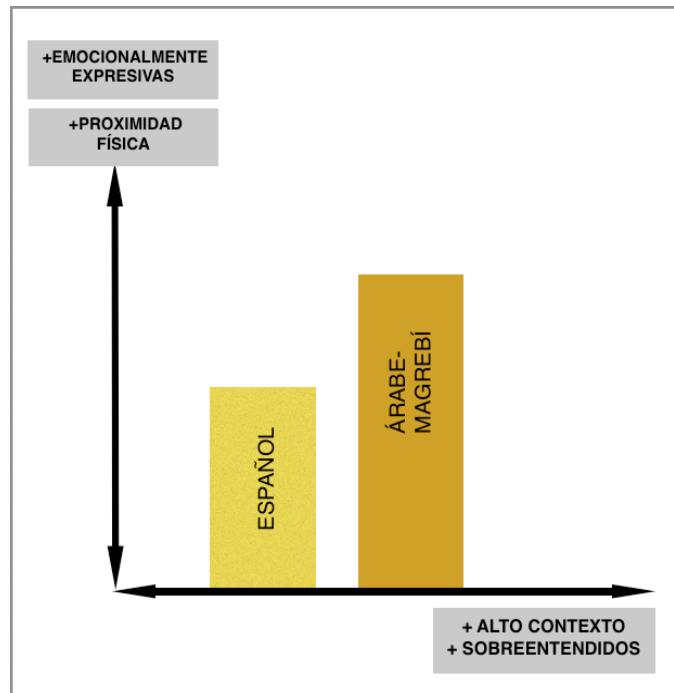 +EMOCIONALMENTE
EXPRESIVAS
+PROXIMIDAD
FÍSICA
ESPAÑOL
ÁRABE-
MAGREBÍ
+ ALTO CONTEXTO
+ SOBREENTENDIDOS